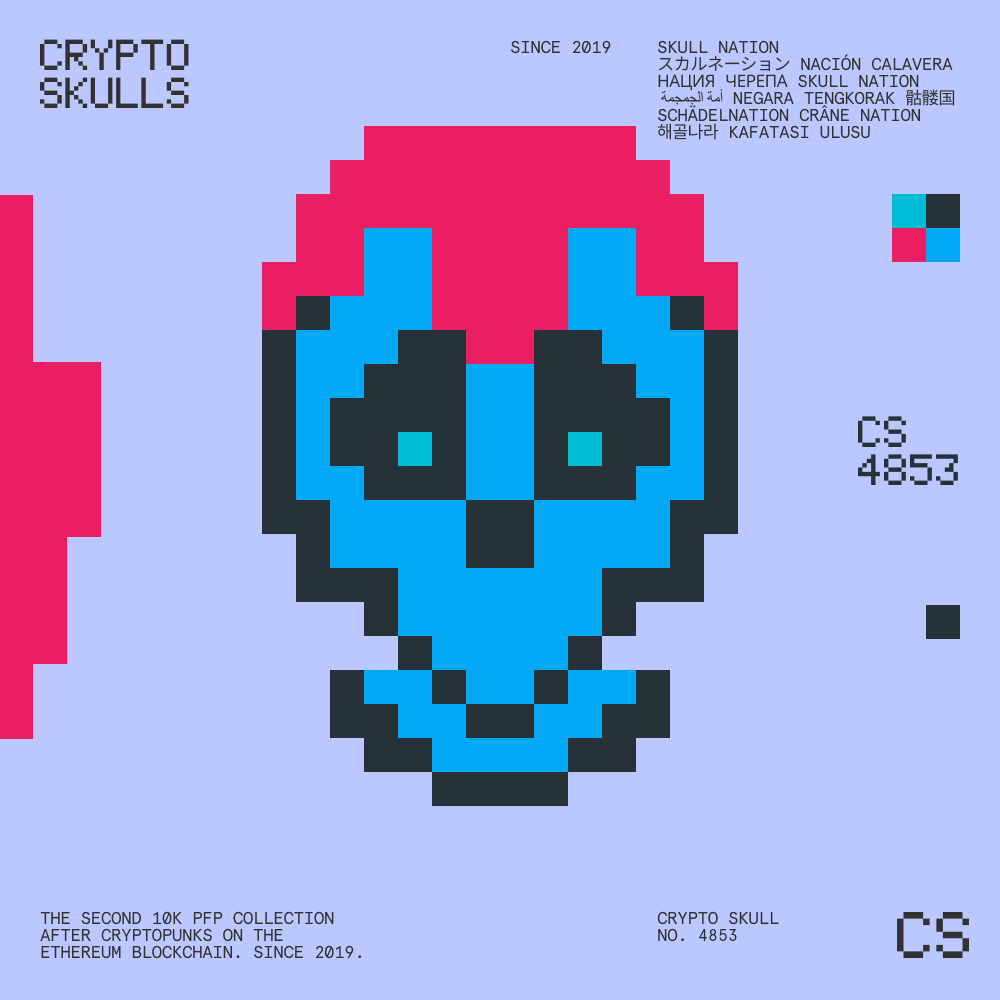 CRYPTO
SKULLS
SINCE 2019
SKULL NATION
スカルネーション NACIÓN CALAVERA
НАЦИЯ ЧЕРЕПА SKULL NATION
أمة الجمجمة NEGARA TENGKORAK 骷髅国
SCHÄDELNATION CRÂNE NATION
해골나라 KAFATASI ULUSU
CS
4853
THE SECOND 10K PFP COLLECTION
AFTER CRYPTOPUNKS ON THE
ETHEREUM BLOCKCHAIN. SINCE 2019.
CRYPTO SKULL
NO. 4853
CS